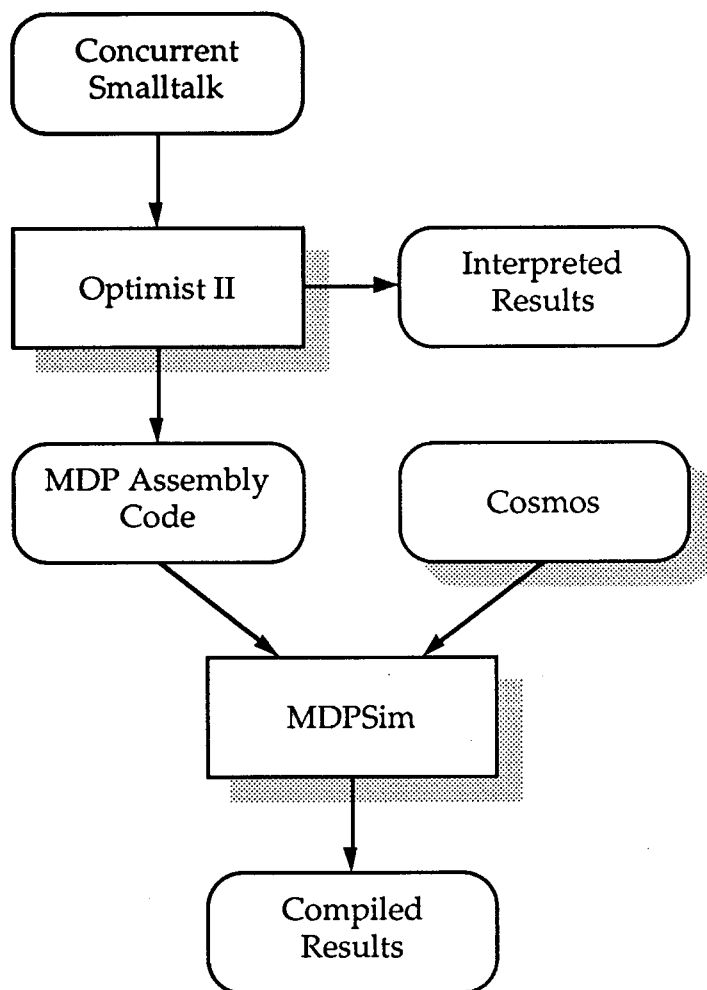 Concurrent
Smalltalk
Optimist II
Interpreted
Results
MDP Assembly
Code
Cosmos
MDPSim
Compiled
Results